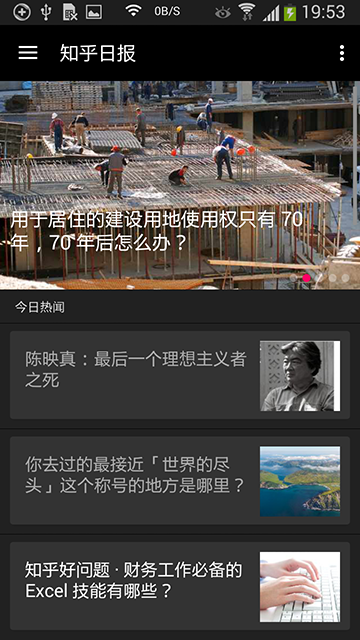 0B/S
19:53
知乎日报
用于居住的建设用地使用权只有 70
年，70 年后怎么办？
今日热闻
陈映真：最后一个理想主义者
之死
你去过的最接近「世界的尽
头」这个称号的地方是哪里？
知乎好问题 · 财务工作必备的
Excel 技能有哪些？